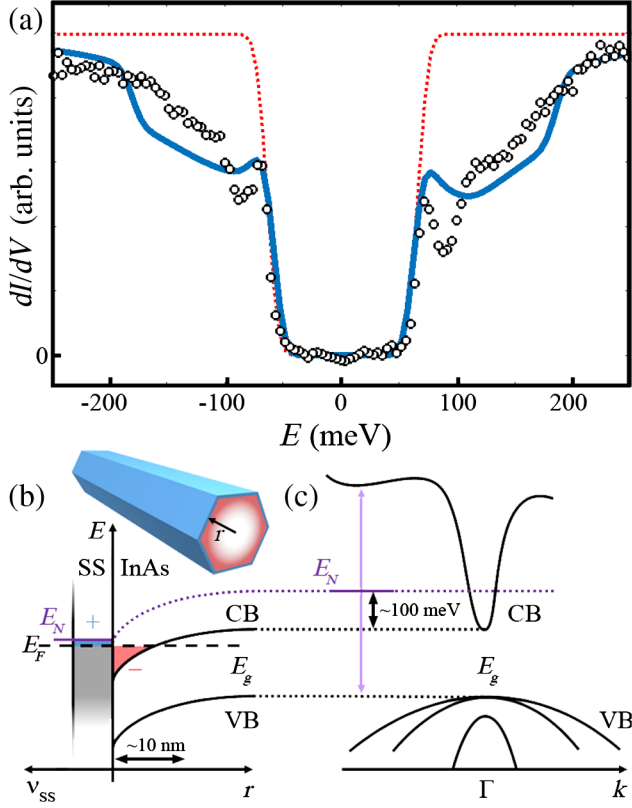 (a)
dI/dV (arb. units)
0
-200 -100 0 100 200
E (meV)
(b)
r
(c)
E
SS InAs
E_N
+
CB
E_F
−
E_g
VB
~10 nm
ν_SS
r
E_N
~100 meV
CB
E_g
VB
Γ
k